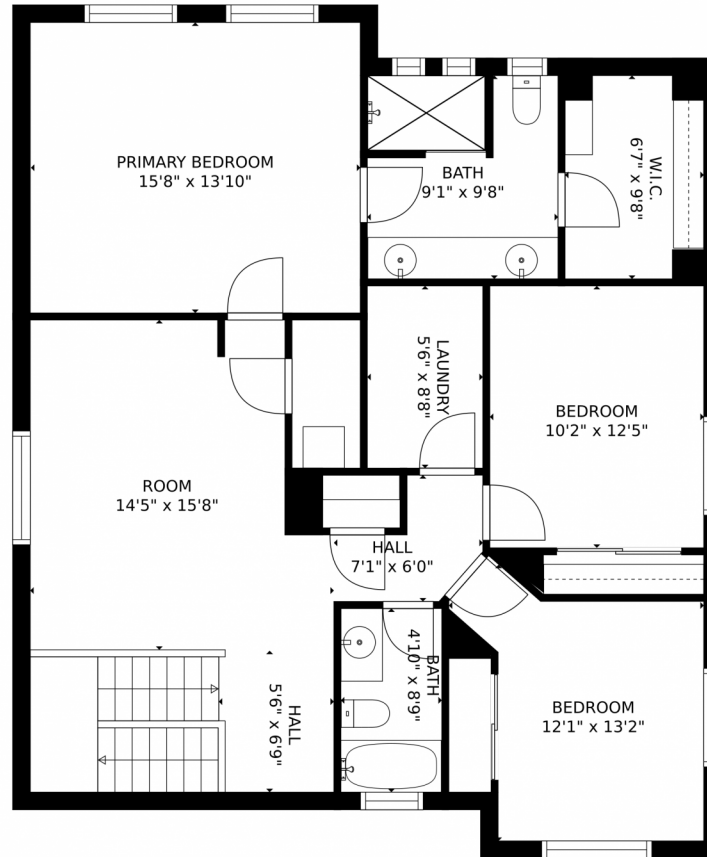 PRIMARY BEDROOM
15'8" x 13'10"
BATH
9'1" x 9'8"
W.I.C.
6'7" x 9'8"
LAUNDRY
5'6" x 8'8"
BEDROOM
10'2" x 12'5"
ROOM
14'5" x 15'8"
HALL
7'1" x 6'0"
BATH
4'10" x 8'9"
HALL
5'6" x 6'9"
BEDROOM
12'1" x 13'2"